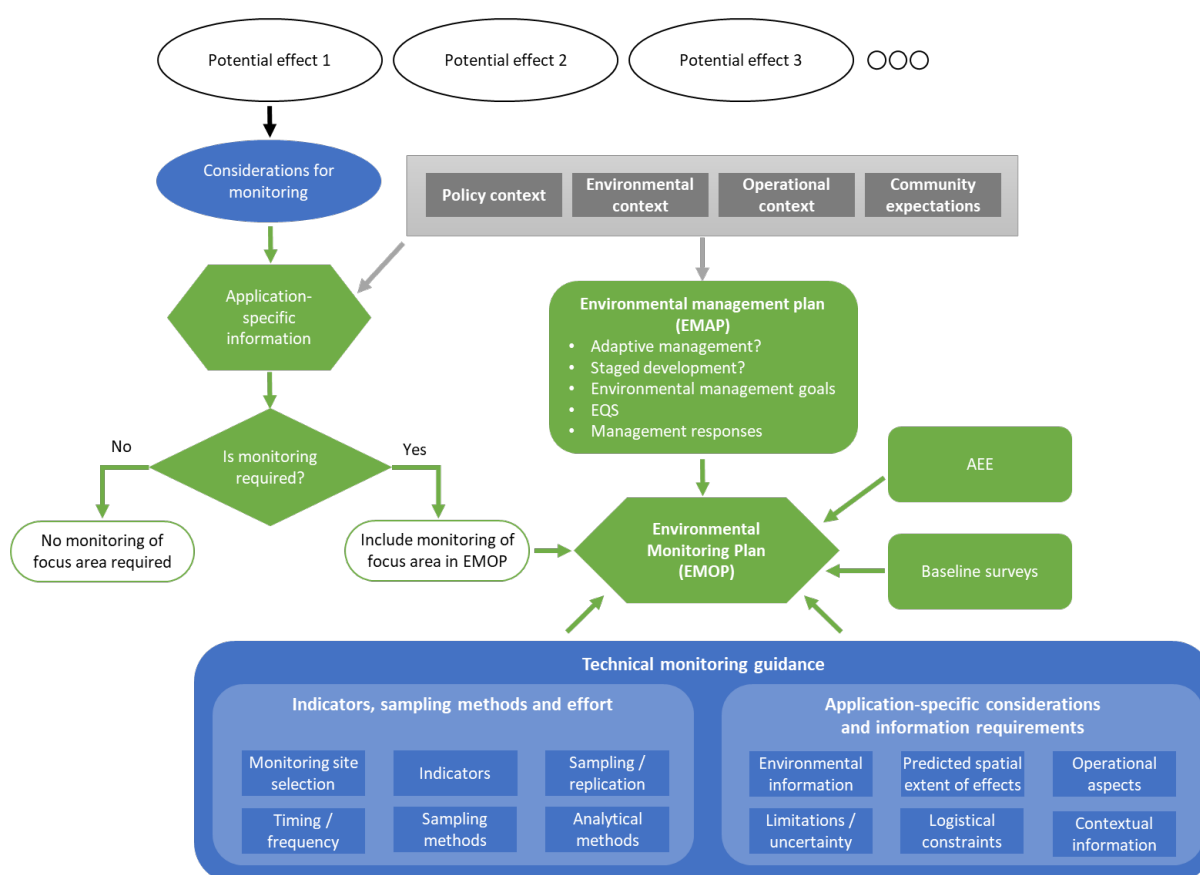 Potential effect 1
Potential effect 2
Potential effect 3
Considerations for
monitoring
Policy context
Environmental
context
Operational
context
Community
expectations
Application-
specific
information
Environmental management plan
(EMAP)
• Adaptive management?
• Staged development?
• Environmental management goals
• EQS
• Management responses
Is monitoring
required?
No
Yes
No monitoring of
focus area required
Include monitoring of
focus area in EMOP
Environmental
Monitoring Plan
(EMOP)
AEE
Baseline surveys
Technical monitoring guidance
Indicators, sampling methods and effort
Monitoring site
selection
Indicators
Sampling /
replication
Timing /
frequency
Sampling
methods
Analytical
methods
Application-specific considerations
and information requirements
Environmental
information
Predicted spatial
extent of effects
Operational
aspects
Limitations /
uncertainty
Logistical
constraints
Contextual
information